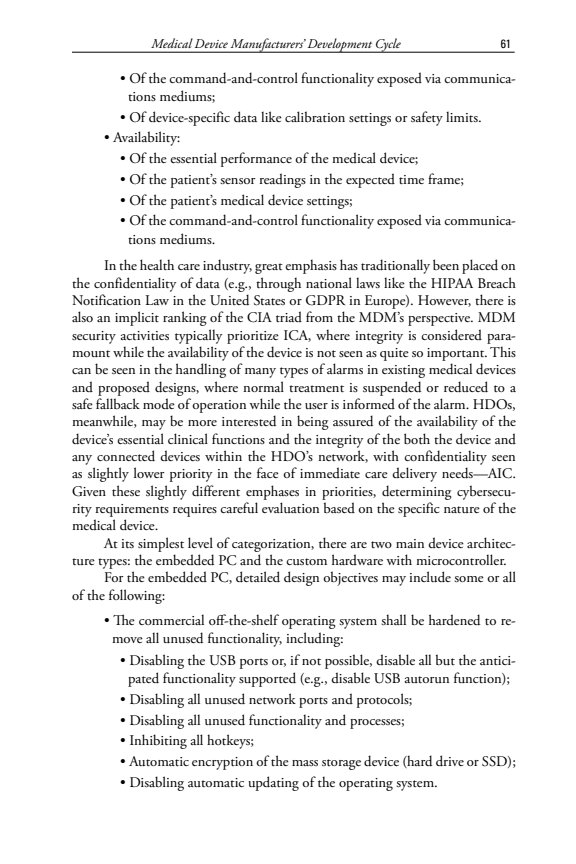 Medical Device Manufacturers' Development Cycle 61
• Of the command-and-control functionality exposed via communica-
tions mediums;
• Of device-specific data like calibration settings or safety limits.
• Availability:
• Of the essential performance of the medical device;
• Of the patient's sensor readings in the expected time frame;
• Of the patient's medical device settings;
• Of the command-and-control functionality exposed via communica-
tions mediums.
In the health care industry, great emphasis has traditionally been placed on
the confidentiality of data (e.g., through national laws like the HIPAA Breach
Notification Law in the United States or GDPR in Europe). However, there is
also an implicit ranking of the CIA triad from the MDM's perspective. MDM
security activities typically prioritize ICA, where integrity is considered para-
mount while the availability of the device is not seen as quite so important. This
can be seen in the handling of many types of alarms in existing medical devices
and proposed designs, where normal treatment is suspended or reduced to a
safe fallback mode of operation while the user is informed of the alarm. HDOs,
meanwhile, may be more interested in being assured of the availability of the
device's essential clinical functions and the integrity of the both the device and
any connected devices within the HDO's network, with confidentiality seen
as slightly lower priority in the face of immediate care delivery needs—AIC.
Given these slightly different emphases in priorities, determining cybersecu-
rity requirements requires careful evaluation based on the specific nature of the
medical device.
At its simplest level of categorization, there are two main device architec-
ture types: the embedded PC and the custom hardware with microcontroller.
For the embedded PC, detailed design objectives may include some or all
of the following:
• The commercial off-the-shelf operating system shall be hardened to re-
move all unused functionality, including:
• Disabling the USB ports or, if not possible, disable all but the antici-
pated functionality supported (e.g., disable USB autorun function);
• Disabling all unused network ports and protocols;
• Disabling all unused functionality and processes;
• Inhibiting all hotkeys;
• Automatic encryption of the mass storage device (hard drive or SSD);
• Disabling automatic updating of the operating system.